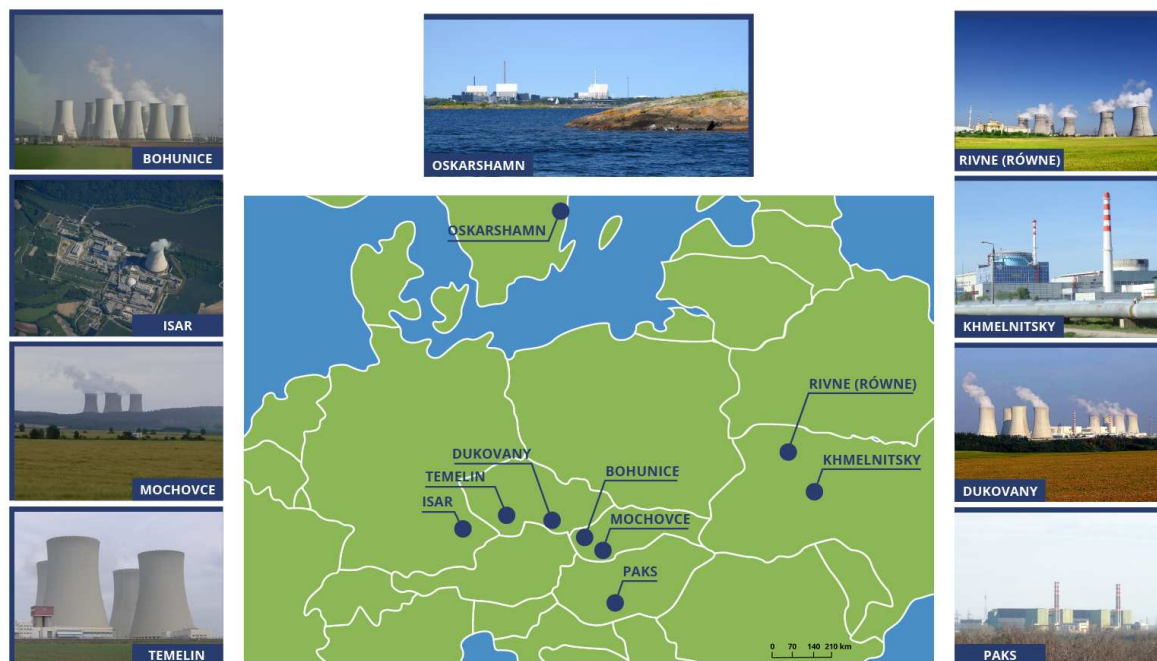 BOHUNICE
OSKARSHAMN
RIVNE (RÓWNE)
ISAR
KHMELNITSKY
MOCHOVCE
DUKOVANY
TEMELIN
PAKS
OSKARSHAMN
RIVNE (RÓWNE)
DUKOVANY
KHMELNITSKY
TEMELIN
BOHUNICE
ISAR
MOCHOVCE
PAKS
0 70 140 210 km